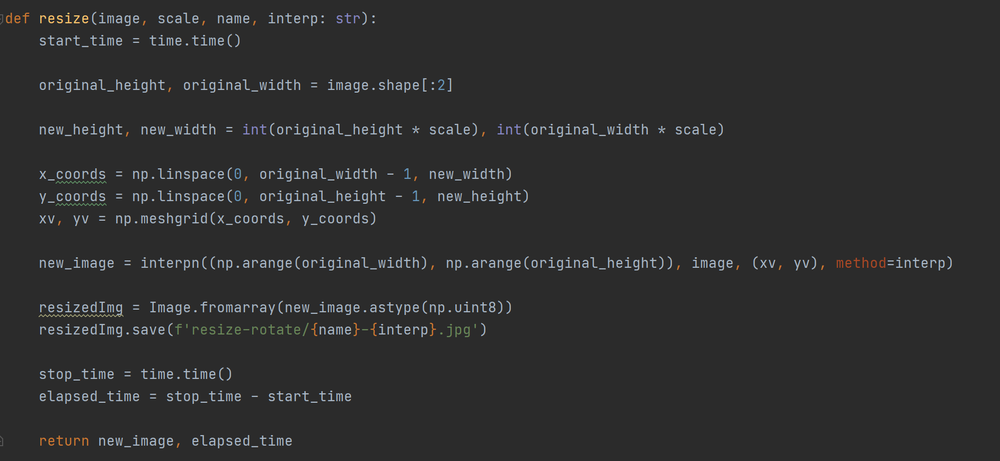 def resize(image, scale, name, interp: str):
    start_time = time.time()
    original_height, original_width = image.shape[:2]
    new_height, new_width = int(original_height * scale), int(original_width * scale)
    x_coords = np.linspace(0, original_width - 1, new_width)
    y_coords = np.linspace(0, original_height - 1, new_height)
    xv, yv = np.meshgrid(x_coords, y_coords)
    new_image = interpn((np.arange(original_width), np.arange(original_height)), image, (xv, yv), method=interp)
    resizedImg = Image.fromarray(new_image.astype(np.uint8))
    resizedImg.save(f'resize-rotate/{name}-{interp}.jpg')
    stop_time = time.time()
    elapsed_time = stop_time - start_time
    return new_image, elapsed_time